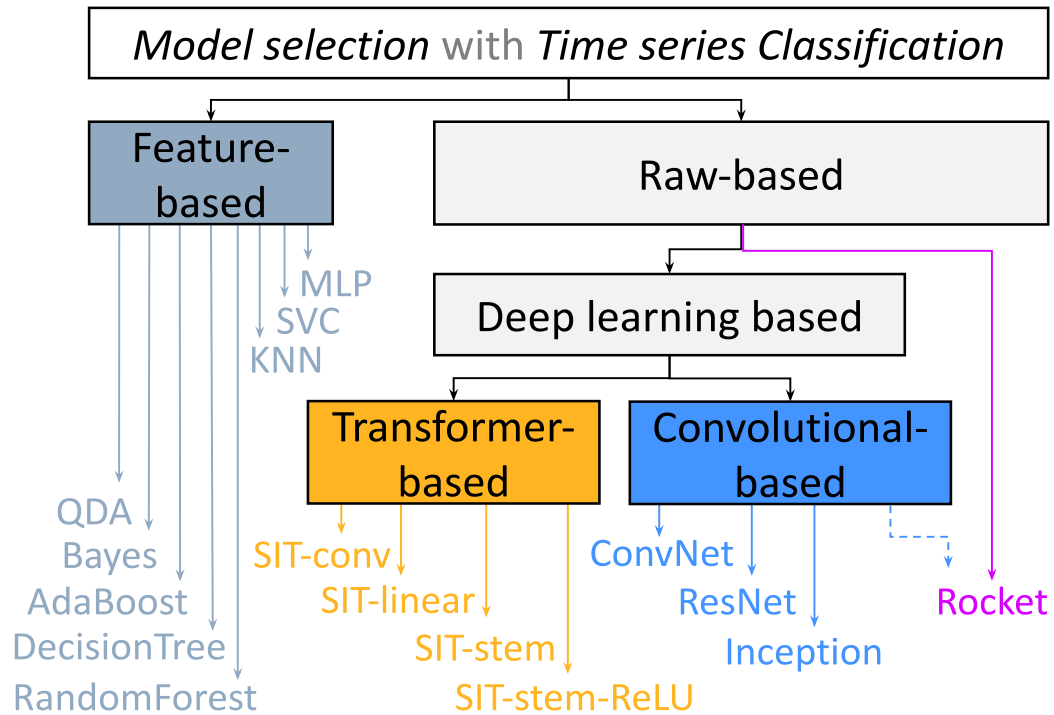 Model selection with Time series Classification
Feature-
based
Raw-based
MLP
SVC
KNN
Deep learning based
Transformer-
based
Convolutional-
based
QDA
Bayes
AdaBoost
DecisionTree
RandomForest
SIT-conv
SIT-linear
SIT-stem
SIT-stem-ReLU
ConvNet
ResNet
Inception
Rocket